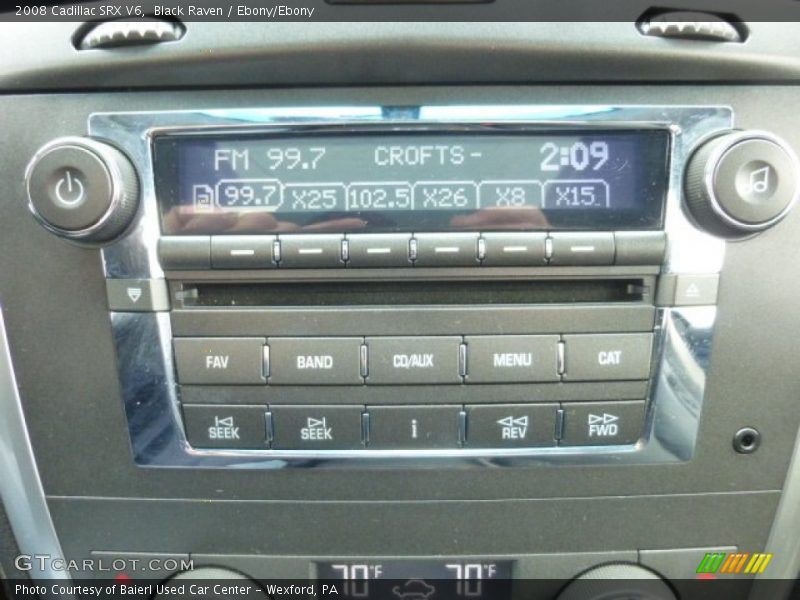 2008 Cadillac SRX V6, Black Raven / Ebony/Ebony
FM 99.7 CROFTS- 2:09
99.7 X25 102.5 X26 X8 X15
FAV BAND CD/AUX MENU CAT
SEEK SEEK i REV FWD
70°F 70°F
GTCARLOT.COM
Photo Courtesy of Baierl Used Car Center – Wexford, PA